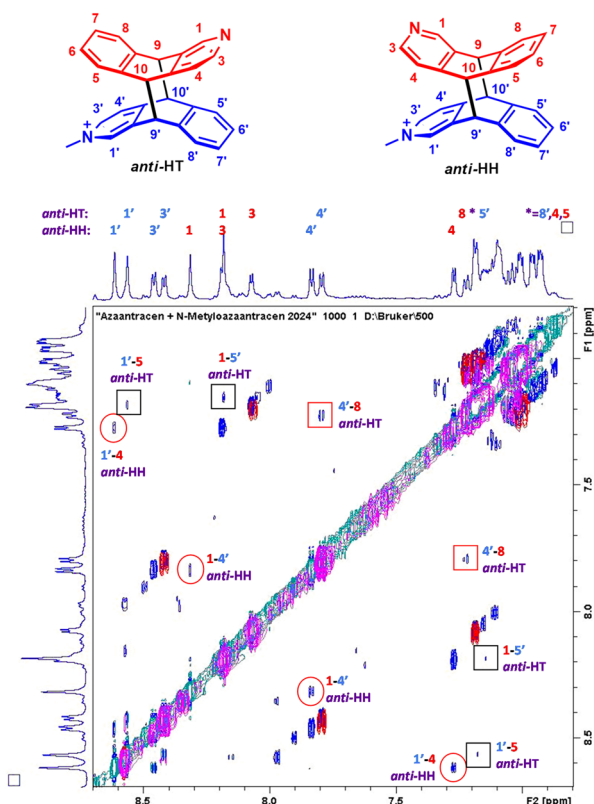 7 8 9 1 N
6 5 10 4 3
10'
3' 4' 5'
N+ 6'
1' 9' 8' 7'
anti-HT
N 1 9 8 7
3 4 10 5 6
10'
3' 4' 5'
N+ 6'
1' 9' 8' 7'
anti-HH
anti-HT: 1' 3' 1 3 4' 8 * 5' *=8',4,5
anti-HH: 1' 3' 1 3 4' 4
"Azaantracen + N-Metyloazaantracen 2024" 1000 1 D:\Bruker\500
F1 [ppm]
1'-5
anti-HT
1-5'
anti-HT
4'-8
anti-HT
1'-4
anti-HH
7.5
1-4'
anti-HH
4'-8
anti-HT
8.0
1-5'
anti-HT
1-4'
anti-HH
1'-5
anti-HT
1'-4
anti-HH
8.5
8.5 8.0 7.5 F2 [ppm]